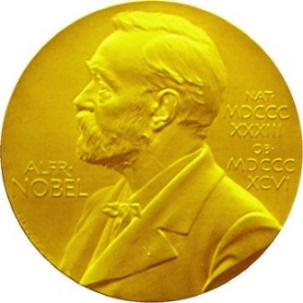 ALFR·
NOBEL
NAT·
MDCCC
XXXIII
OB·
MDCCC
XCVI